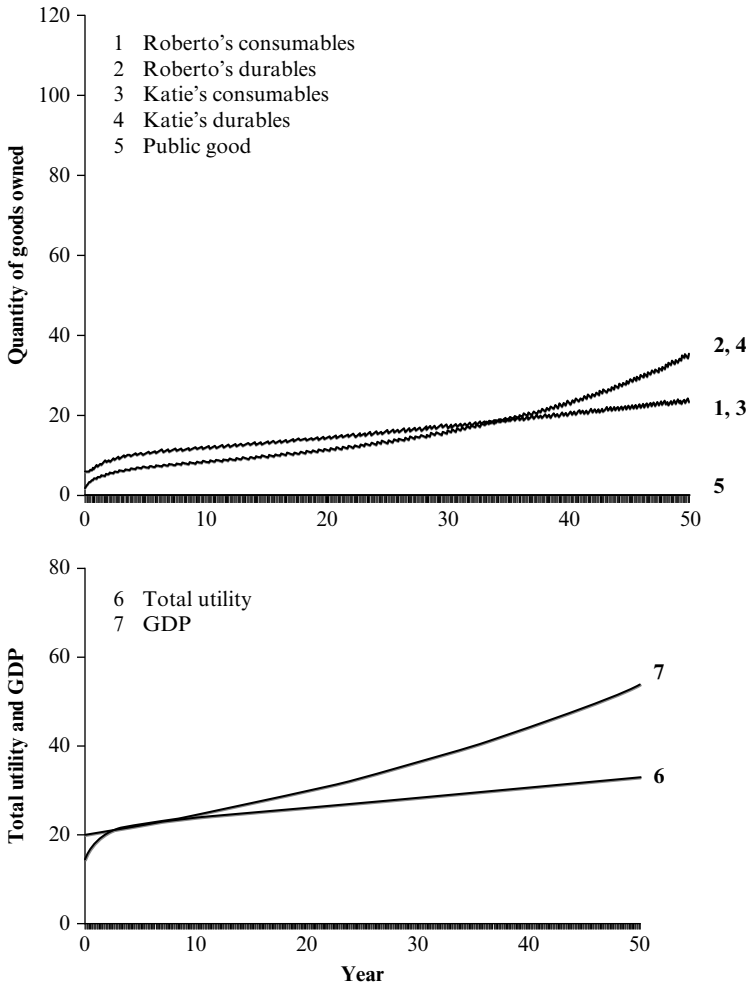 120
1 Roberto’s consumables
2 Roberto’s durables
100
3 Katie’s consumables
4 Katie’s durables
5 Public good
80
Quantity of goods owned
60
40
2, 4
20
1, 3
0
5
0 10 20 30 40 50
80
6 Total utility
7 GDP
60
7
Total utility and GDP
40
6
20
0
0 10 20 30 40 50
Year